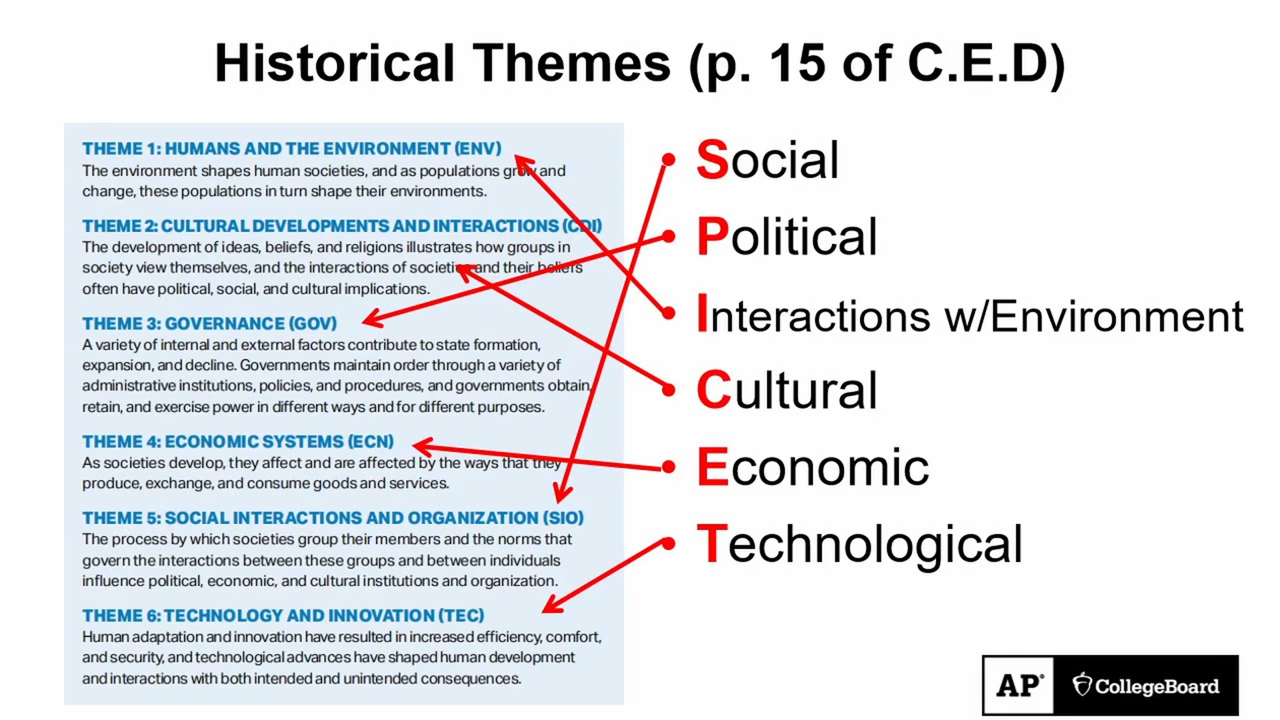 Historical Themes (p. 15 of C.E.D)
THEME 1: HUMANS AND THE ENVIRONMENT (ENV)
The environment shapes human societies, and as populations grow and
change, these populations in turn shape their environments.
THEME 2: CULTURAL DEVELOPMENTS AND INTERACTIONS (CDI)
The development of ideas, beliefs, and religions illustrates how groups in
society view themselves, and the interactions of societies and their beliefs
often have political, social, and cultural implications.
THEME 3: GOVERNANCE (GOV)
A variety of internal and external factors contribute to state formation,
expansion, and decline. Governments maintain order through a variety of
administrative institutions, policies, and procedures, and governments obtain,
retain, and exercise power in different ways and for different purposes.
THEME 4: ECONOMIC SYSTEMS (ECN)
As societies develop, they affect and are affected by the ways that they
produce, exchange, and consume goods and services.
THEME 5: SOCIAL INTERACTIONS AND ORGANIZATION (SIO)
The process by which societies group their members and the norms that
govern the interactions between these groups and between individuals
influence political, economic, and cultural institutions and organization.
THEME 6: TECHNOLOGY AND INNOVATION (TEC)
Human adaptation and innovation have resulted in increased efficiency, comfort,
and security, and technological advances have shaped human development
and interactions with both intended and unintended consequences.
• Social
• Political
• Interactions w/Environment
• Cultural
• Economic
• Technological
AP® CollegeBoard